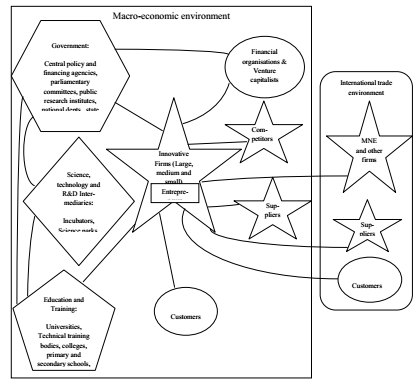 Macro-economic environment
Government:
Central policy and
financing agencies,
parliamentary
committees, public
research institutes,
national depts, state
Financial
organisations &
Venture
capitalists
International trade
environment
Com-
petitors
MNE
and other
firms
Innovative
Firms (Large,
medium and
small)
Entrepre-
Science,
technology and
R&D Inter-
mediaries:
Incubators,
Science parks
Sup-
pliers
Sup-
pliers
Customers
Education and
Training:
Universities,
Technical training
bodies, colleges,
primary and
secondary schools,
Customers